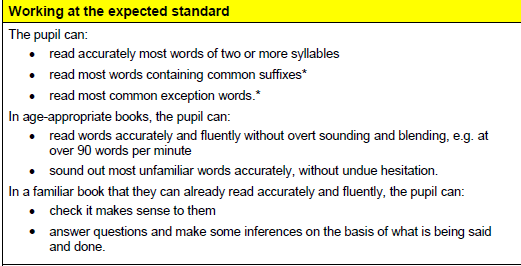 Working at the expected standard
The pupil can:
• read accurately most words of two or more syllables
• read most words containing common suffixes*
• read most common exception words.*
In age-appropriate books, the pupil can:
• read words accurately and fluently without overt sounding and blending, e.g. at
over 90 words per minute
• sound out most unfamiliar words accurately, without undue hesitation.
In a familiar book that they can already read accurately and fluently, the pupil can:
• check it makes sense to them
• answer questions and make some inferences on the basis of what is being said
and done.